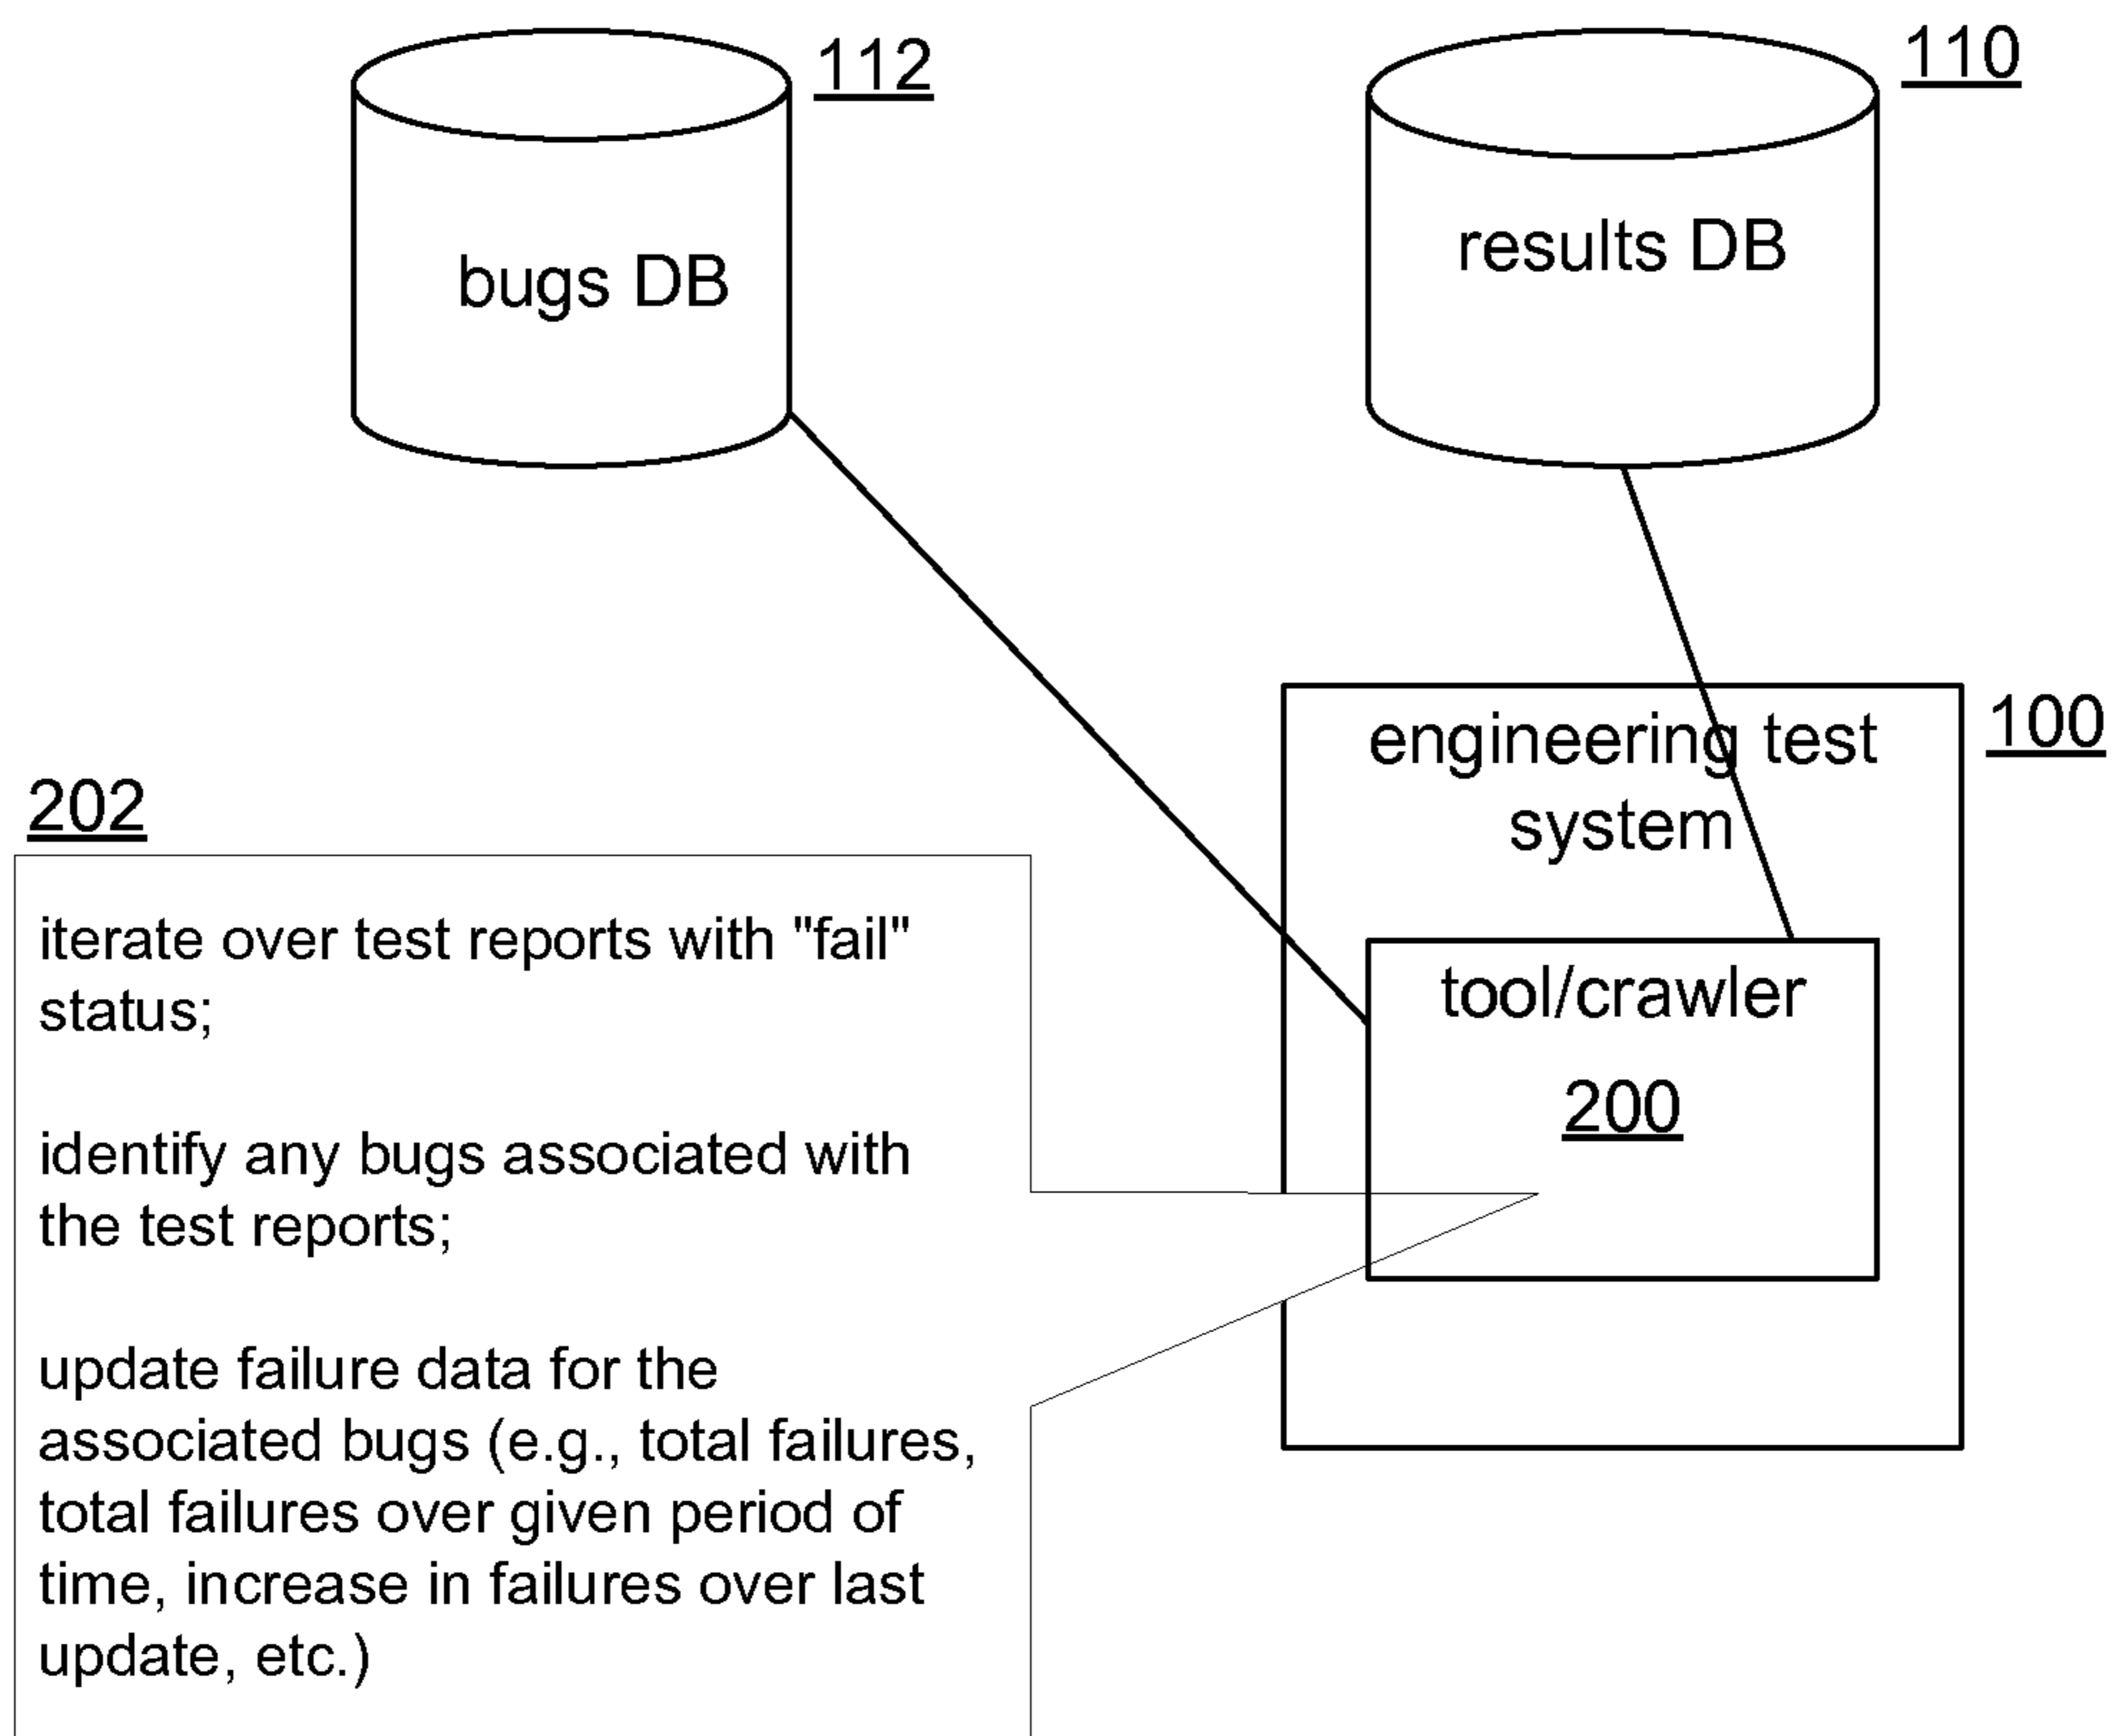 112
110
bugs DB
results DB
engineering test
system
100
tool/crawler
200
202
iterate over test reports with "fail"
status;
identify any bugs associated with
the test reports;
update failure data for the
associated bugs (e.g., total failures,
total failures over given period of
time, increase in failures over last
update, etc.)